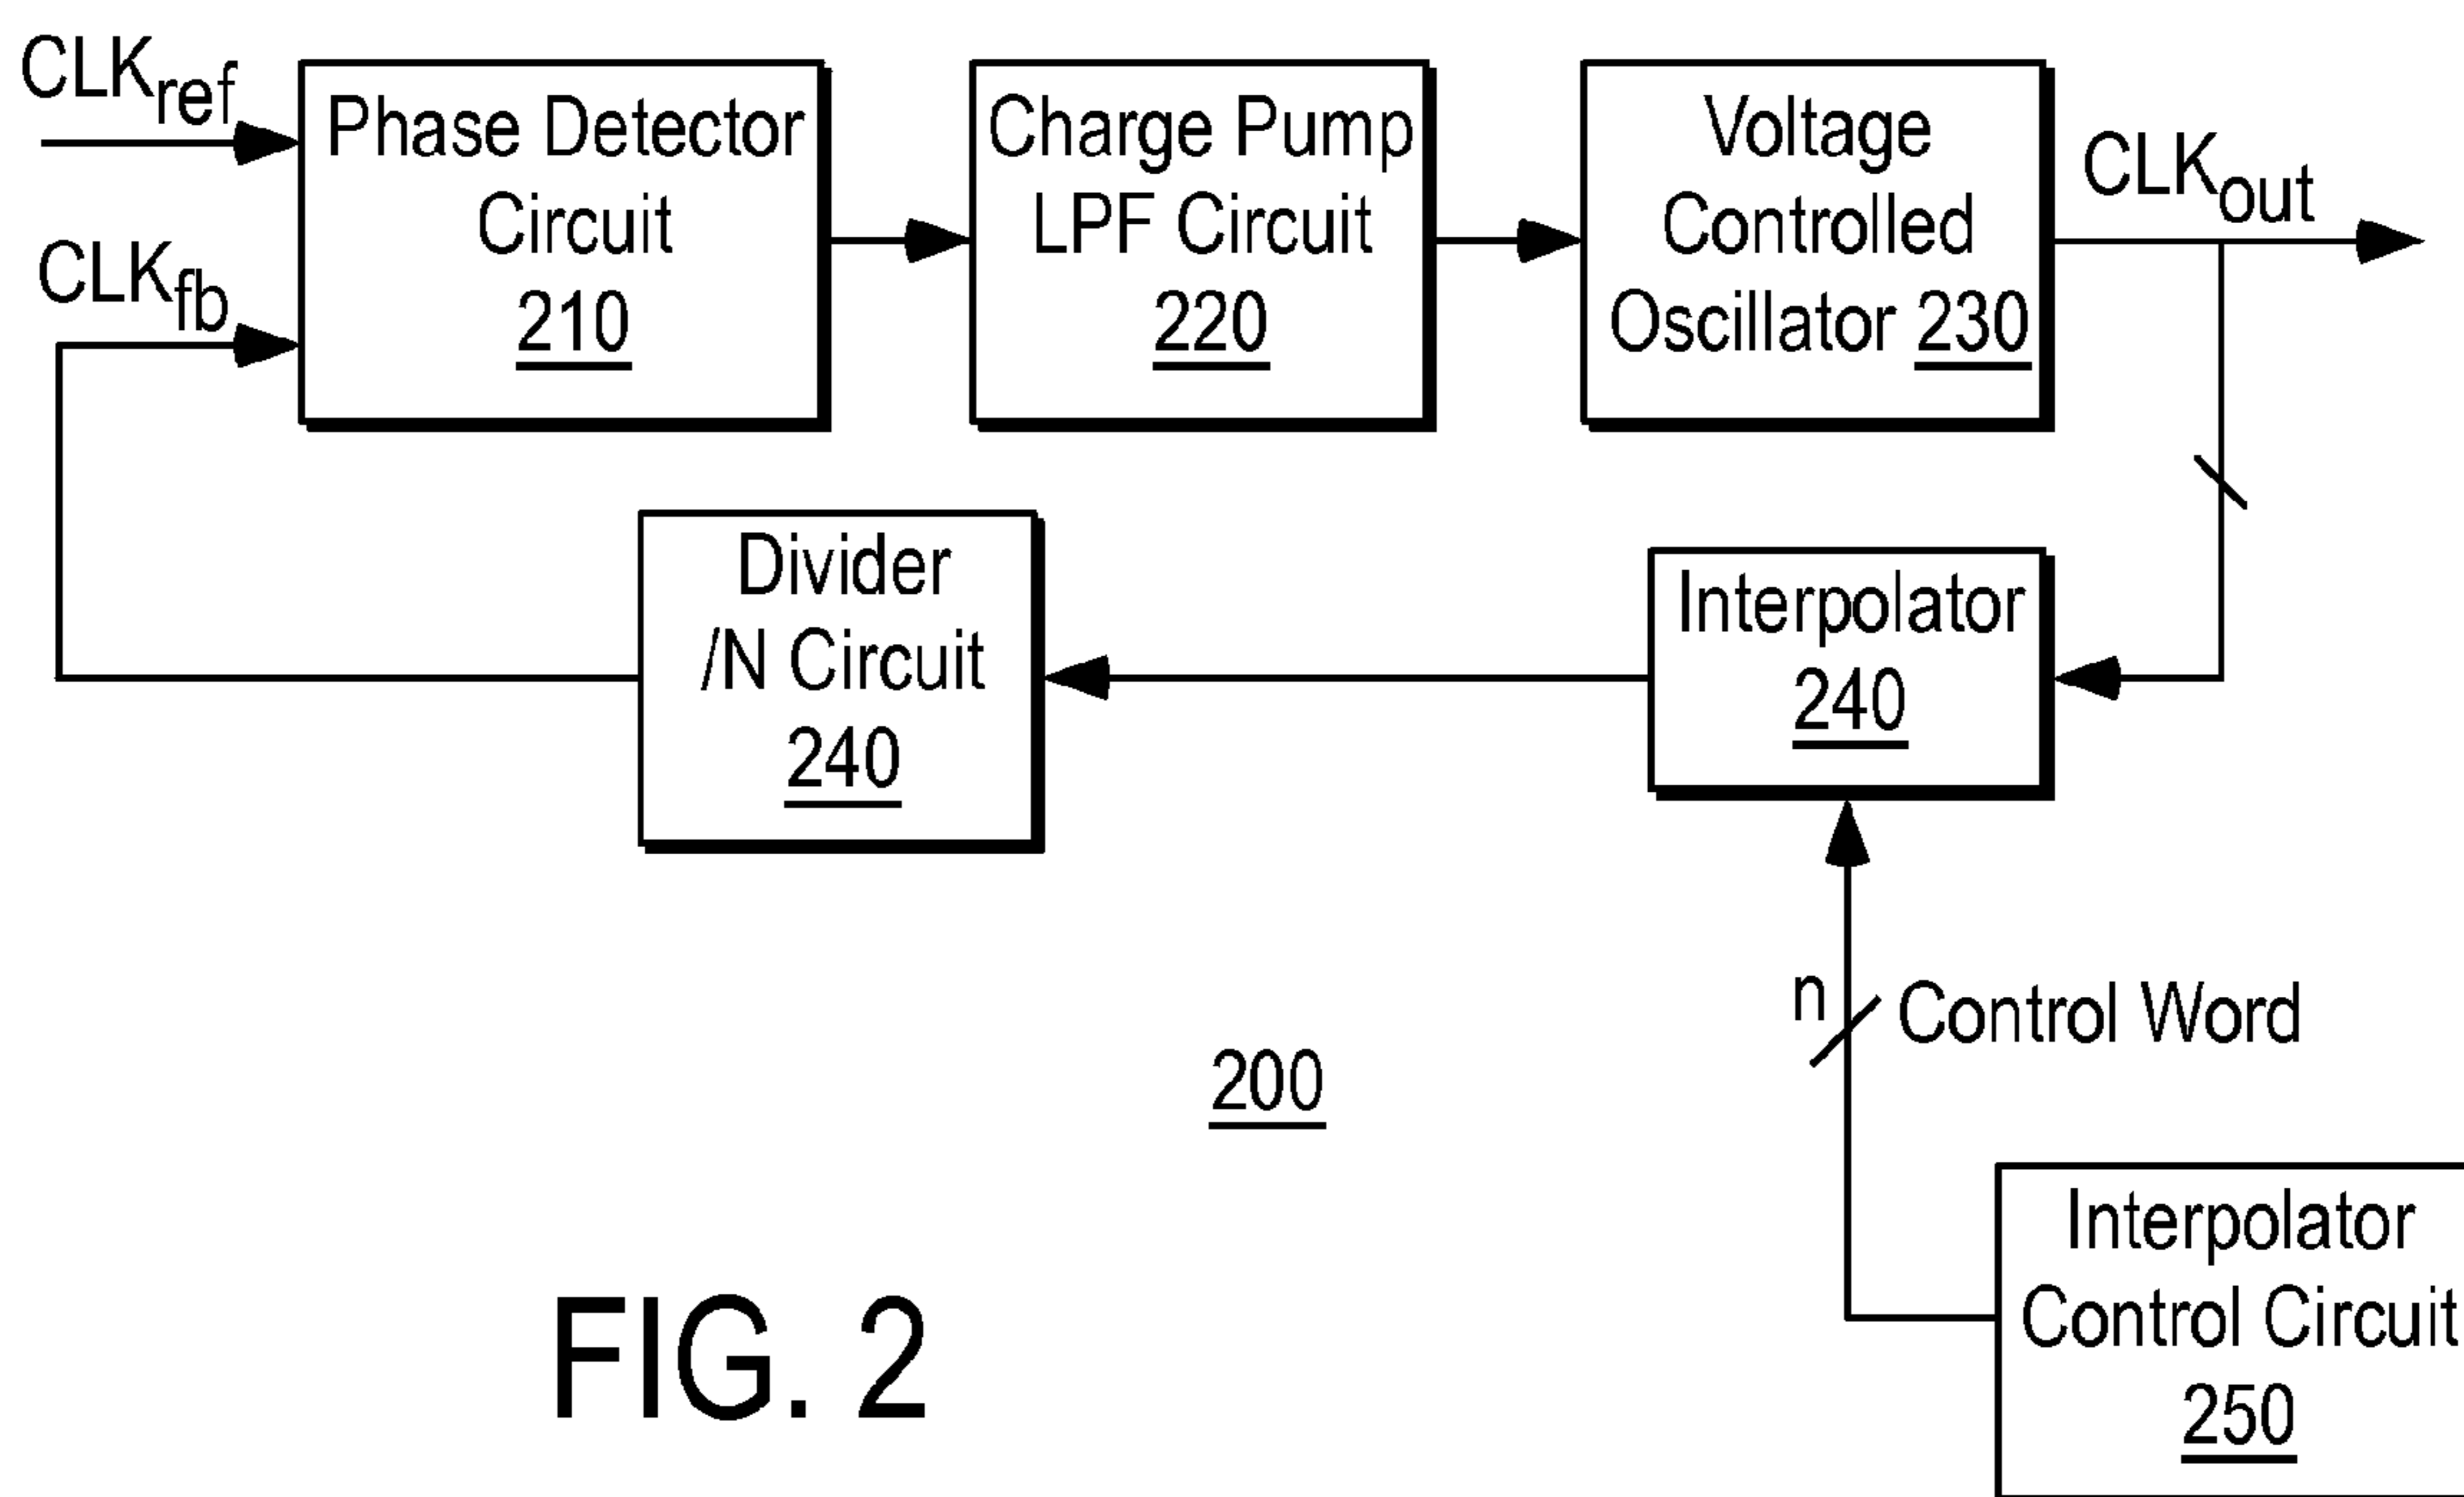 CLKref
CLKfb
Phase Detector
Circuit
210
Charge Pump
LPF Circuit
220
Voltage
Controlled
Oscillator 230
CLKout
Divider
/N Circuit
240
Interpolator
240
n
Control Word
200
Interpolator
Control Circuit
250
FIG. 2